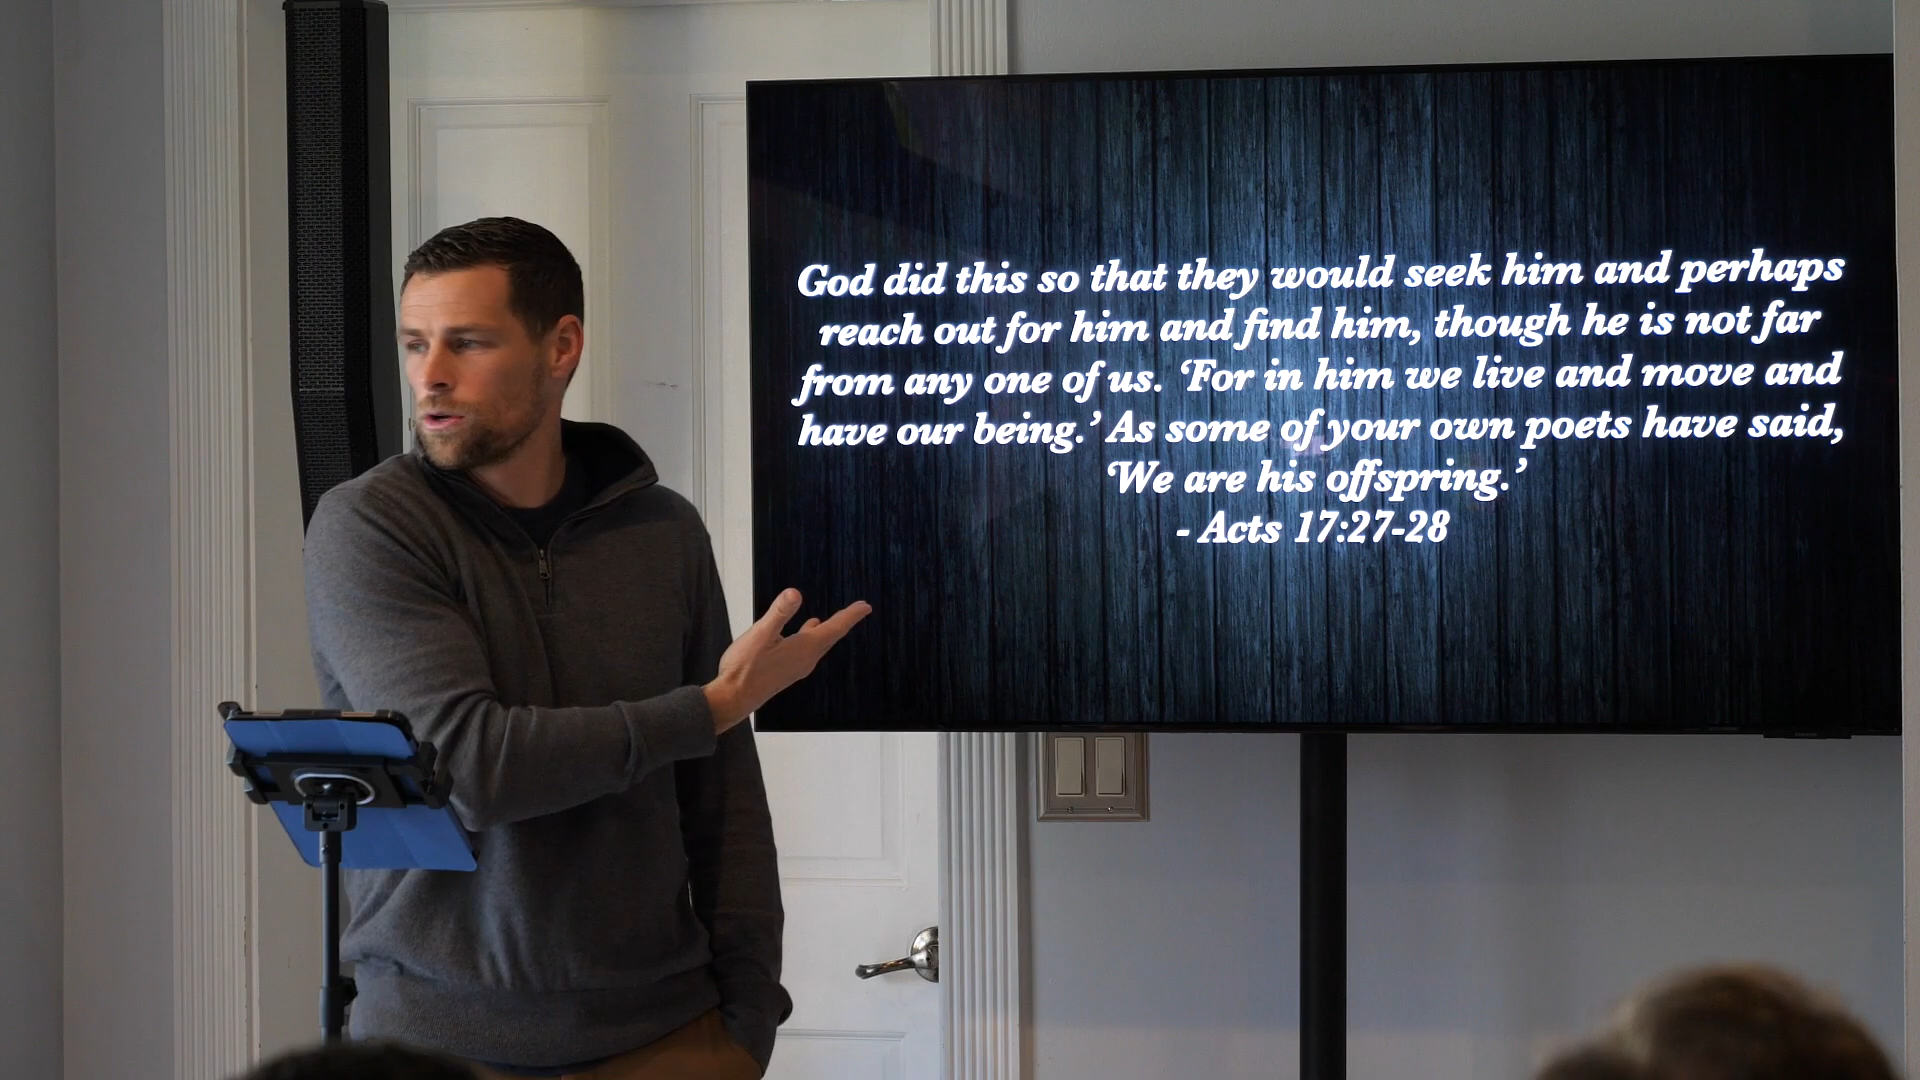 God did this so that they would seek him and perhaps
reach out for him and find him, though he is not far
from any one of us. ‘For in him we live and move and
have our being.’ As some of your own poets have said,
‘We are his offspring.’
- Acts 17:27-28